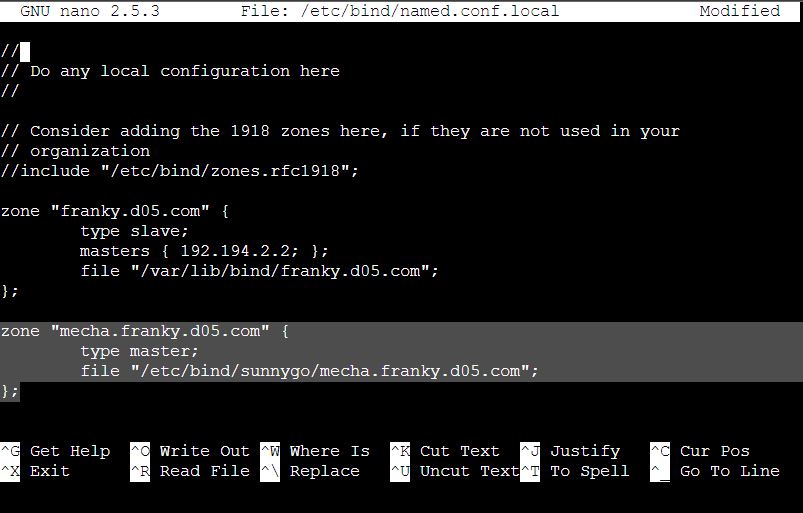 GNU nano 2.5.3 File: /etc/bind/named.conf.local Modified
//
// Do any local configuration here
//
// Consider adding the 1918 zones here, if they are not used in your
// organization
//include "/etc/bind/zones.rfc1918";
zone "franky.d05.com" {
        type slave;
        masters { 192.194.2.2; };
        file "/var/lib/bind/franky.d05.com";
};
zone "mecha.franky.d05.com" {
        type master;
        file "/etc/bind/sunnygo/mecha.franky.d05.com";
};
^G Get Help ^O Write Out ^W Where Is ^K Cut Text ^J Justify ^C Cur Pos
^X Exit ^R Read File ^\ Replace ^U Uncut Text^T To Spell ^_ Go To Line